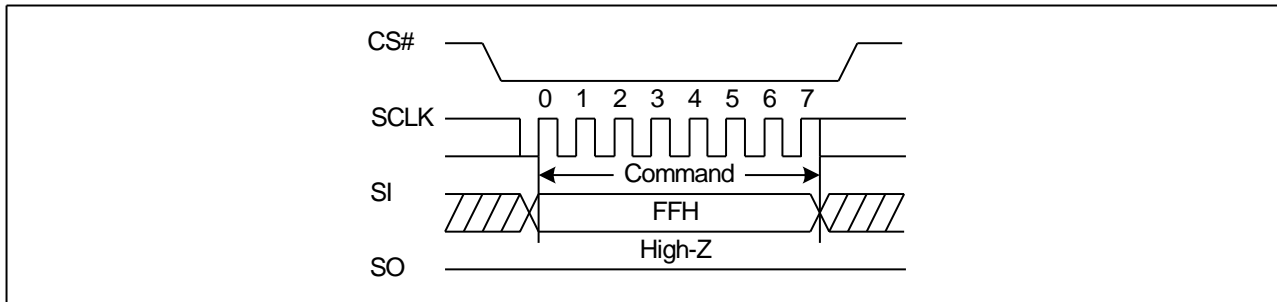 CS#
0 1 2 3 4 5 6 7
SCLK
Command
SI
FFH
High-Z
SO